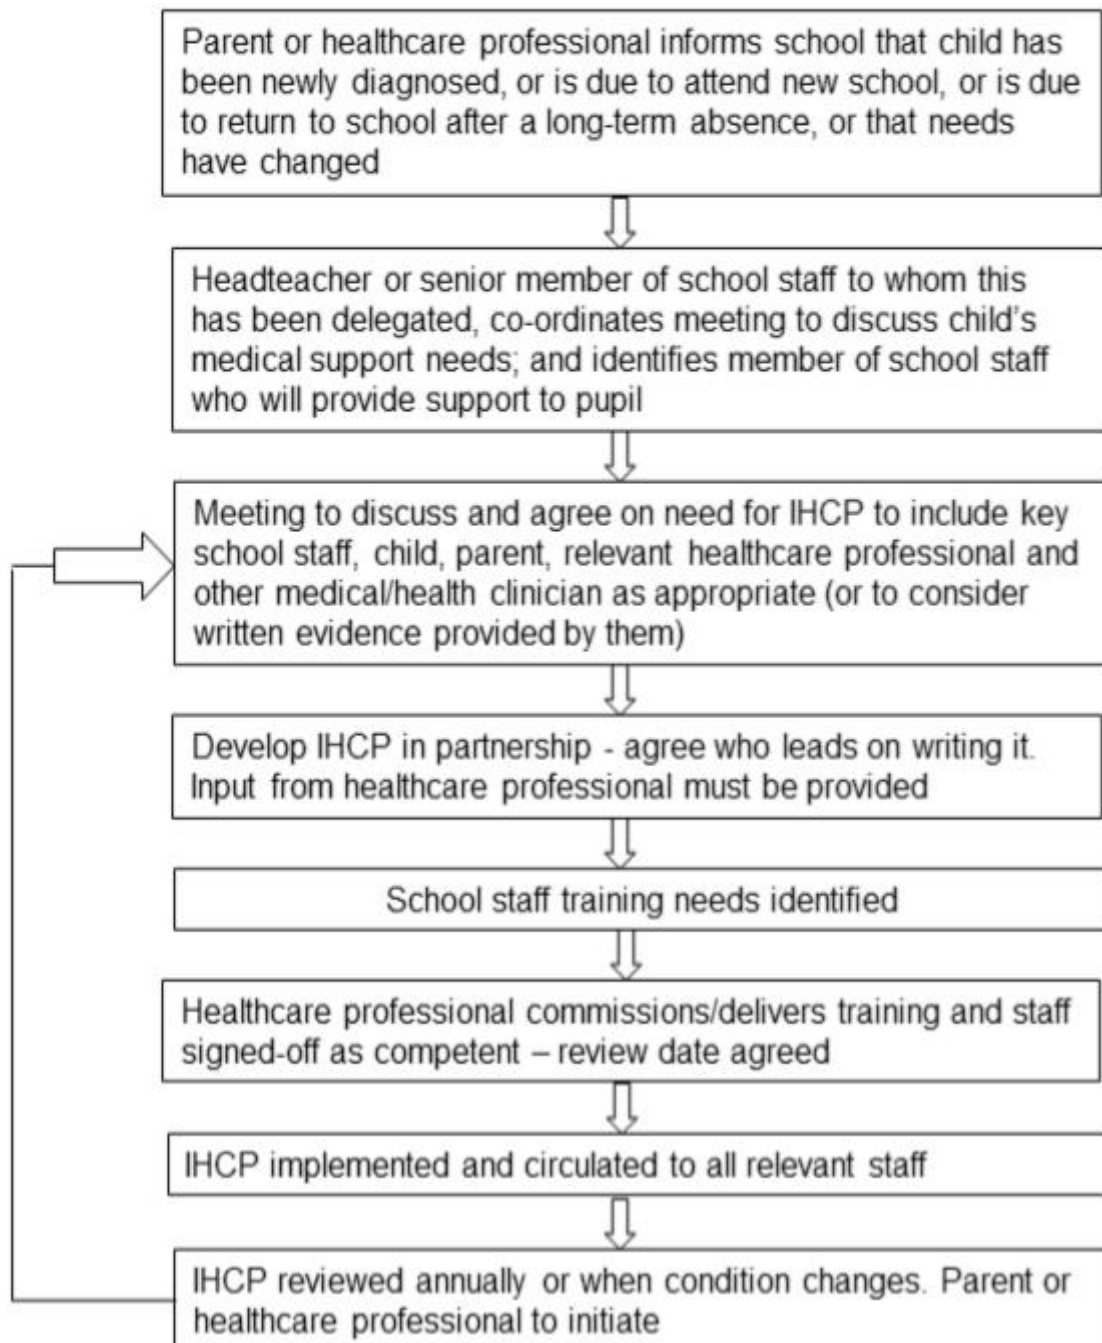 Parent or healthcare professional informs school that child has
been newly diagnosed, or is due to attend new school, or is due
to return to school after a long-term absence, or that needs
have changed
Headteacher or senior member of school staff to whom this
has been delegated, co-ordinates meeting to discuss child's
medical support needs; and identifies member of school staff
who will provide support to pupil
Meeting to discuss and agree on need for IHCP to include key
school staff, child, parent, relevant healthcare professional and
other medical/health clinician as appropriate (or to consider
written evidence provided by them)
Develop IHCP in partnership - agree who leads on writing it.
Input from healthcare professional must be provided
School staff training needs identified
Healthcare professional commissions/delivers training and staff
signed-off as competent – review date agreed
IHCP implemented and circulated to all relevant staff
IHCP reviewed annually or when condition changes. Parent or
healthcare professional to initiate